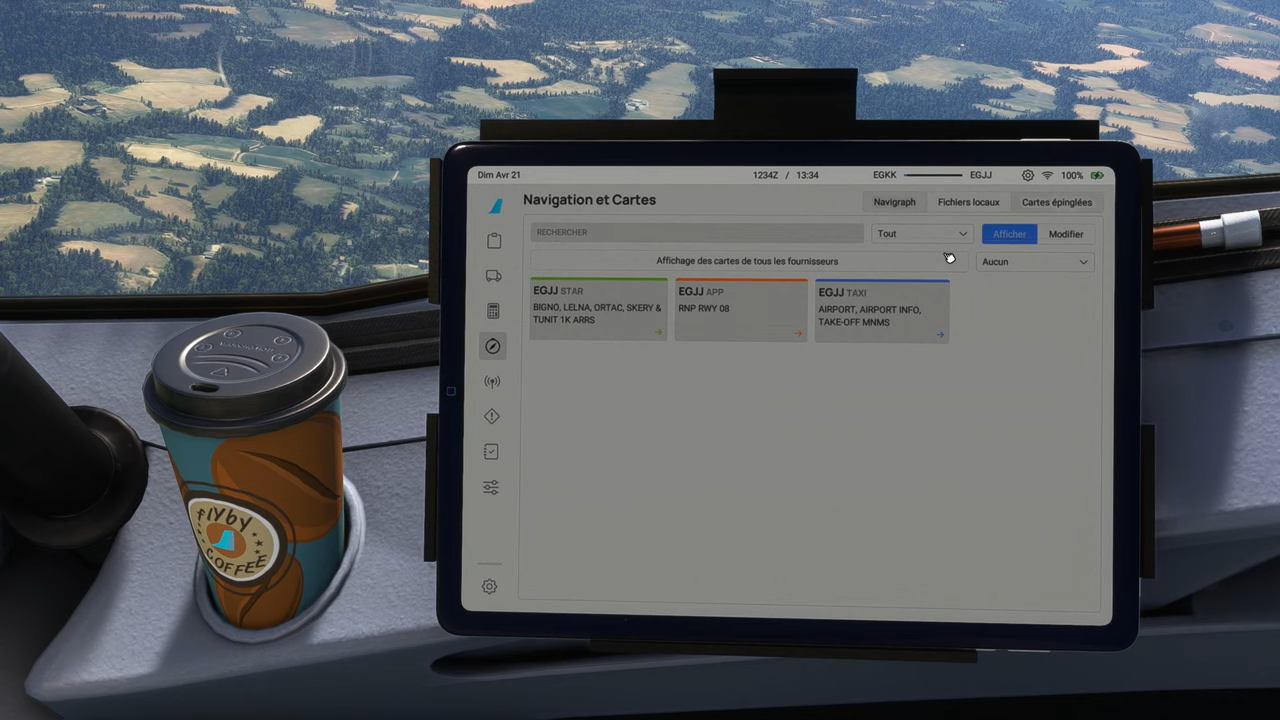 Dim Avr 21
1234Z / 13:34
EGKK
EGJJ
100%
Navigation et Cartes
Navigraph
Fichiers locaux
Cartes épinglées
RECHERCHER
Tout
Afficher
Modifier
Affichage des cartes de tous les fournisseurs
Aucun
EGJJ STAR
BIGNO, LELNA, ORTAC, SKERY &
TUNIT 1K ARRS
EGJJ APP
RNP RWY 08
EGJJ TAXI
AIRPORT, AIRPORT INFO,
TAKE-OFF MNMS
flyby
COFFEE